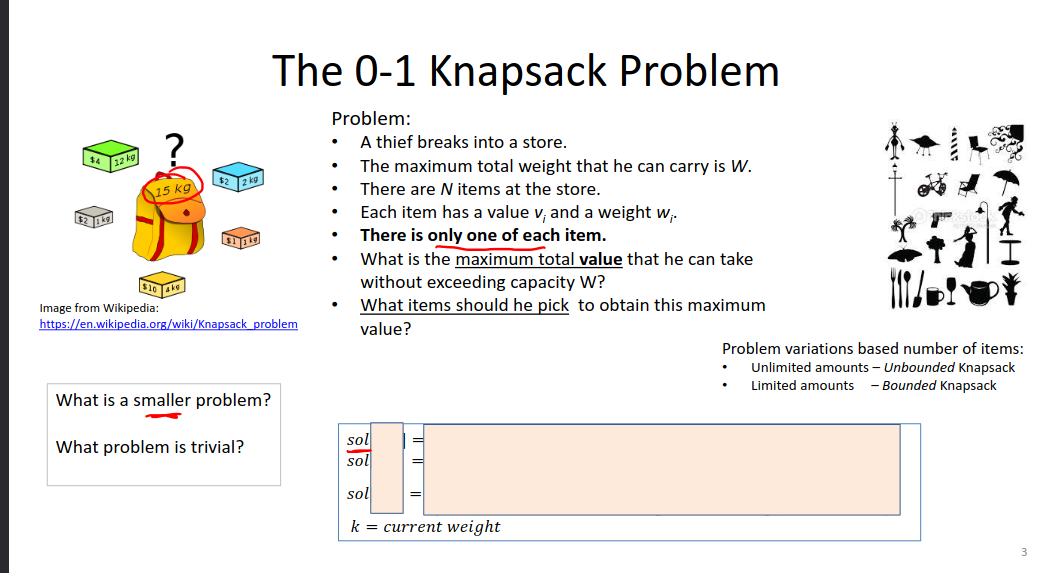 The 0-1 Knapsack Problem
?
$4 12 kg
15 kg
$2 2 kg
$2 1 kg
$1 1 kg
$10 4 kg
Image from Wikipedia:
https://en.wikipedia.org/wiki/Knapsack_problem
Problem:
• A thief breaks into a store.
• The maximum total weight that he can carry is W.
• There are N items at the store.
• Each item has a value vi and a weight wi.
• There is only one of each item.
• What is the maximum total value that he can take
without exceeding capacity W?
• What items should he pick to obtain this maximum
value?
Problem variations based number of items:
• Unlimited amounts – Unbounded Knapsack
• Limited amounts – Bounded Knapsack
What is a smaller problem?
What problem is trivial?
sol ] =
sol =
sol =
k = current weight
3